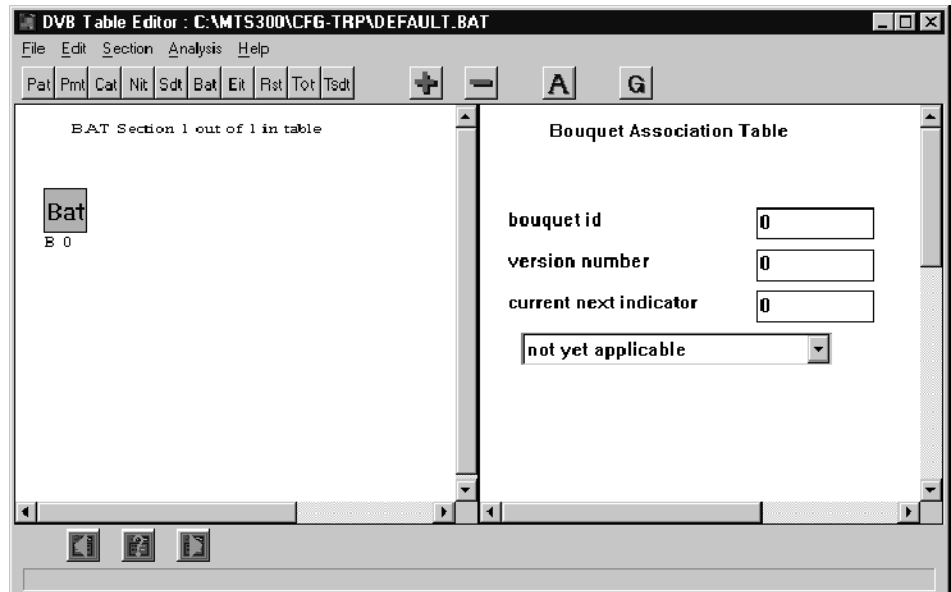 DVB Table Editor : C:\MTS300\CFG-TRP\DEFAULT.BAT
File Edit Section Analysis Help
Pat Pmt Cat Nit Sdt Bat Eit Rst Tot Tsdt A G
BAT Section 1 out of 1 in table
Bat
B 0
Bouquet Association Table
bouquet id 0
version number 0
current next indicator 0
not yet applicable